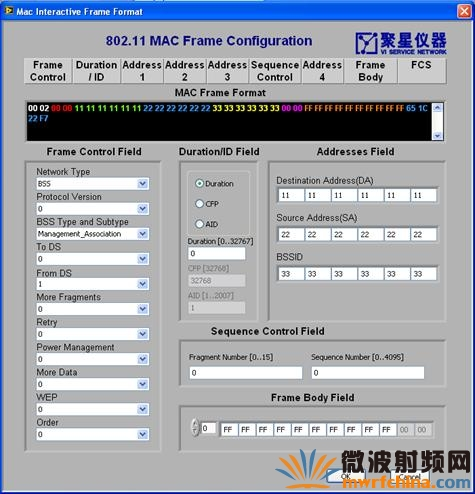 Mac Interactive Frame Format
802.11 MAC Frame Configuration
聚星仪器
VI SERVICE NETWORK
Frame Control
Duration / ID
Address 1
Address 2
Address 3
Sequence Control
Address 4
Frame Body
FCS
MAC Frame Format
00 02 00 00 11 11 11 11 11 11 22 22 22 22 22 22 33 33 33 33 33 33 00 00 FF FF FF FF FF FF FF FF FF FF 65 1C
22 F7
Frame Control Field
Network Type
BSS
Protocol Version
0
BSS Type and Subtype
Management_Association
To DS
0
From DS
1
More Fragments
0
Retry
0
Power Management
0
More Data
0
WEP
0
Order
0
Duration/ID Field
Duration
CFP
AID
Duration [0..32767]
0
CFP [32768]
32768
AID [1..2007]
1
Addresses Field
Destination Address(DA)
11 11 11 11 11 11
Source Address(SA)
22 22 22 22 22 22
BSSID
33 33 33 33 33 33
Sequence Control Field
Fragment Number [0..15]
0
Sequence Number [0..4095]
0
Frame Body Field
0 FF FF FF FF FF FF FF FF FF FF 00 00
OK
Cancel
微波射频网
mwrfchina.com